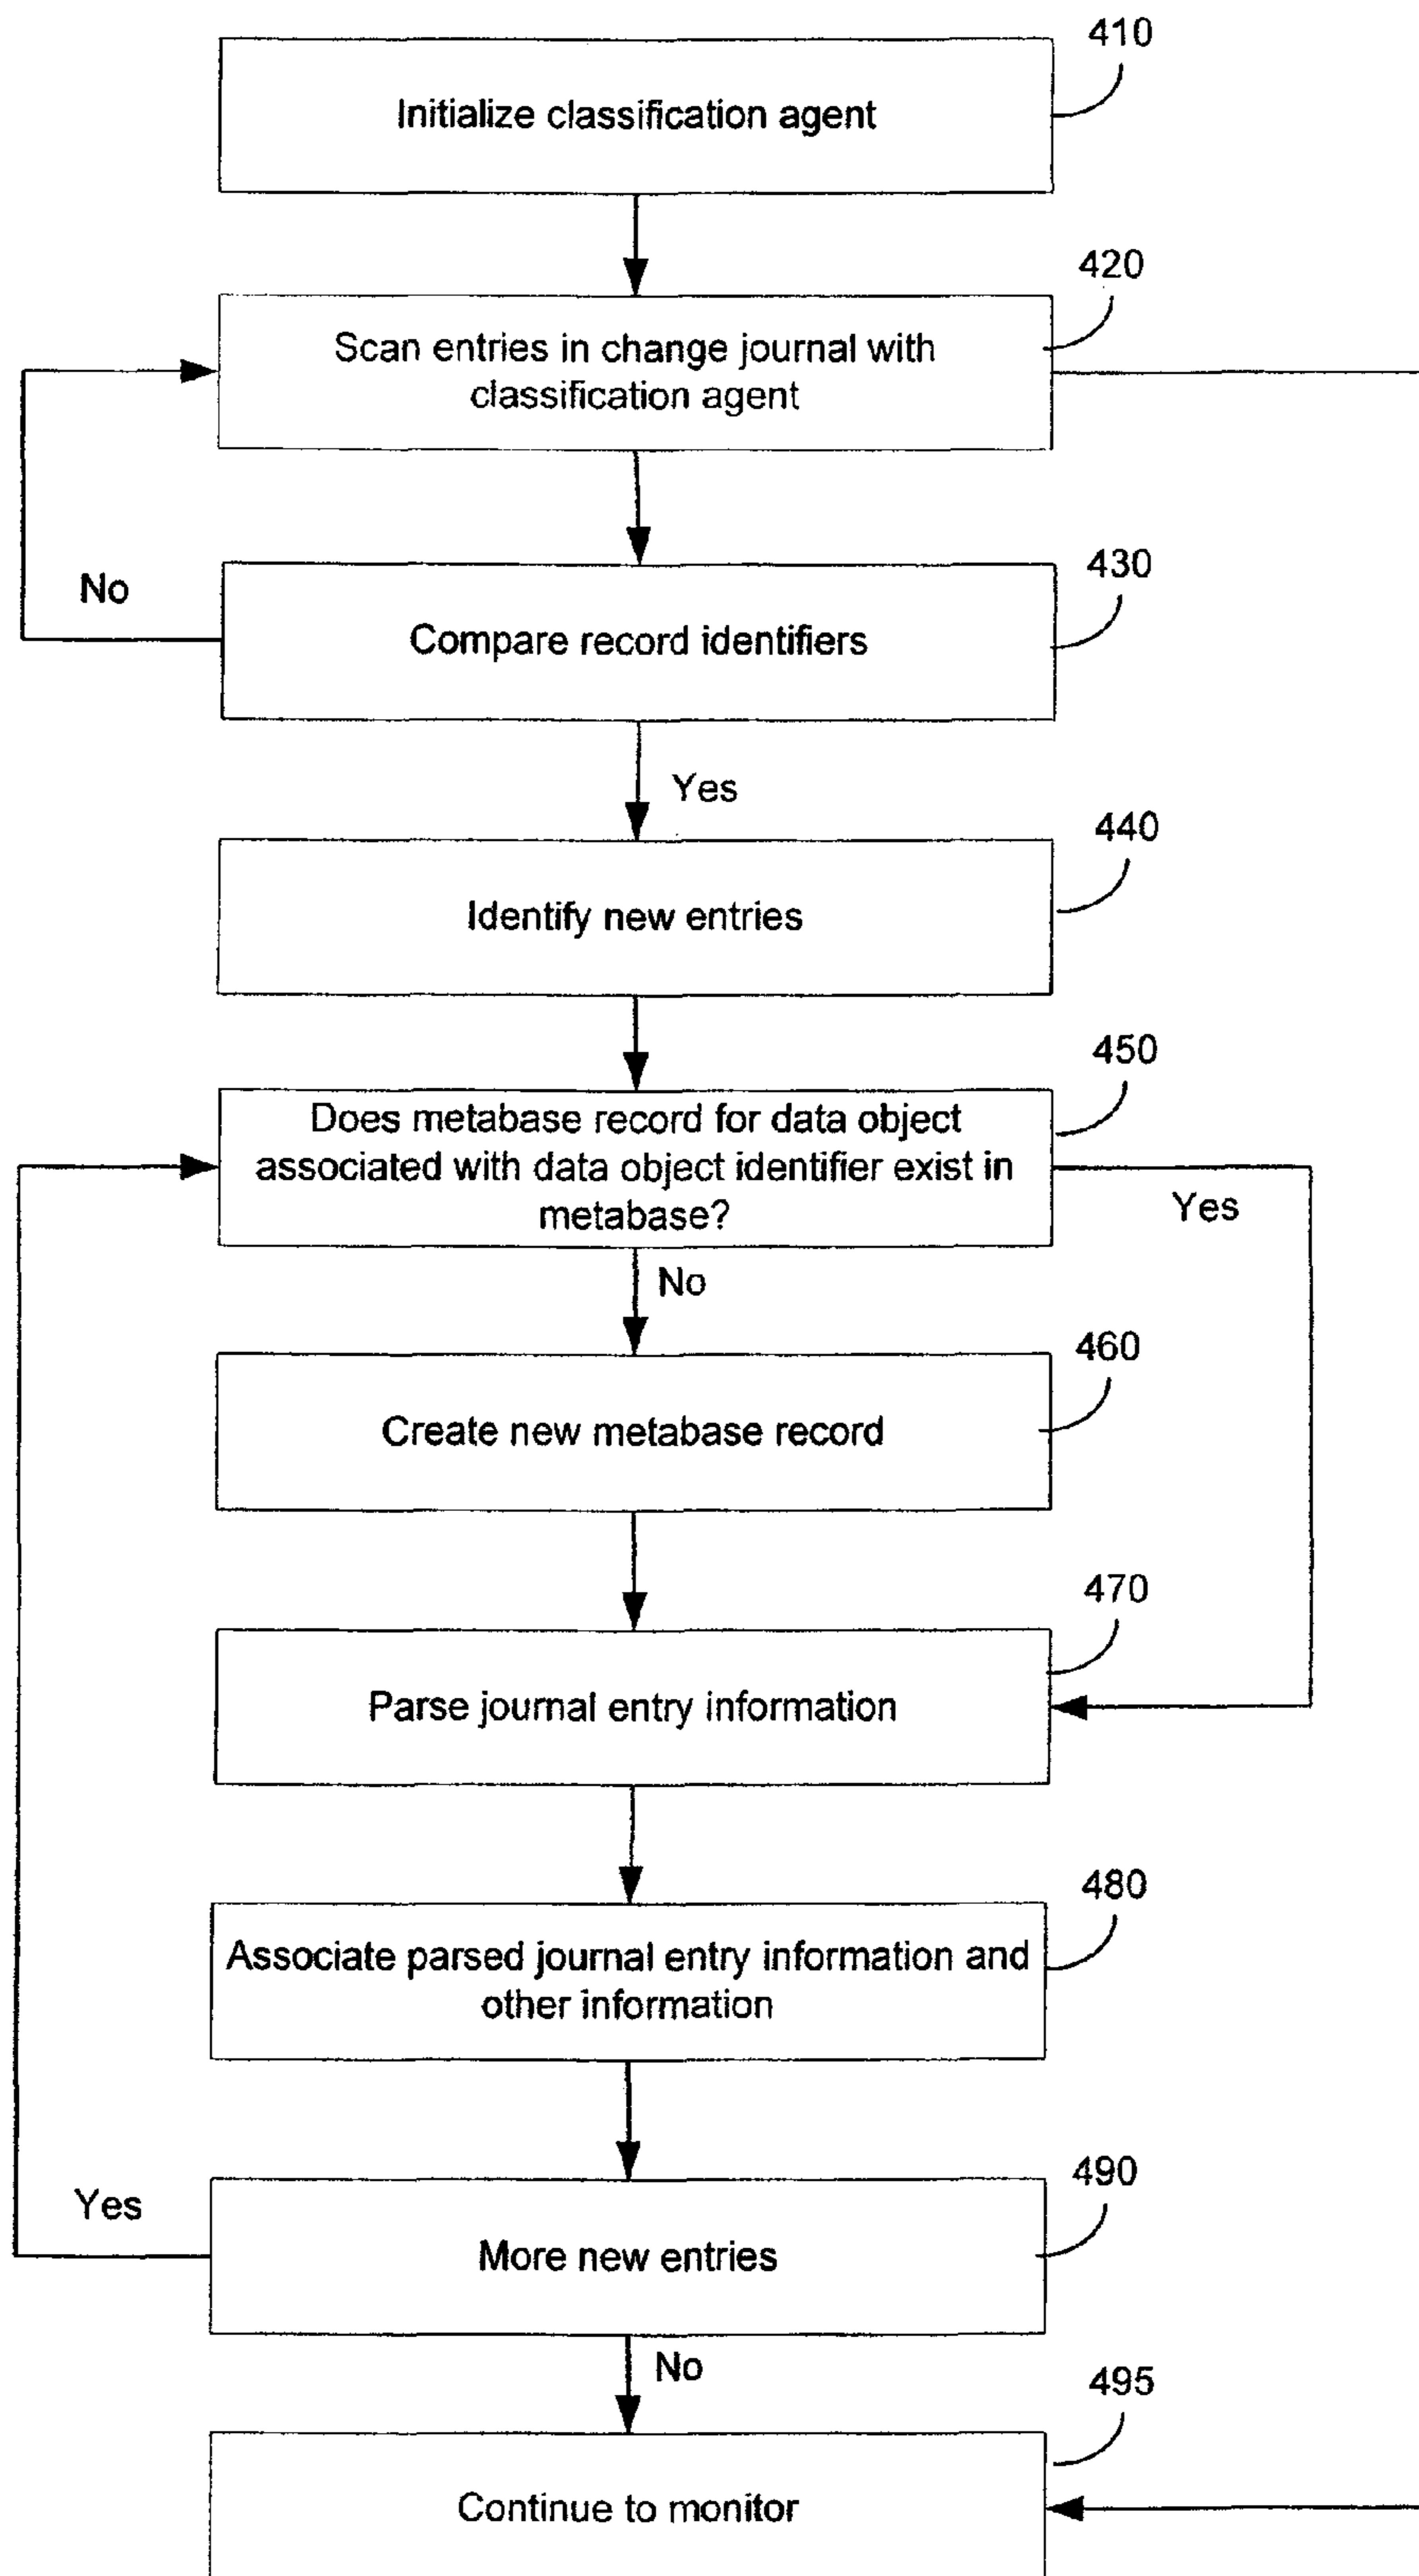 410
Initialize classification agent
420
Scan entries in change journal with
classification agent
430
No
Compare record identifiers
Yes
440
Identify new entries
450
Does metabase record for data object
associated with data object identifier exist in
metabase?
Yes
No
460
Create new metabase record
470
Parse journal entry information
480
Associate parsed journal entry information and
other information
490
Yes
More new entries
No
495
Continue to monitor